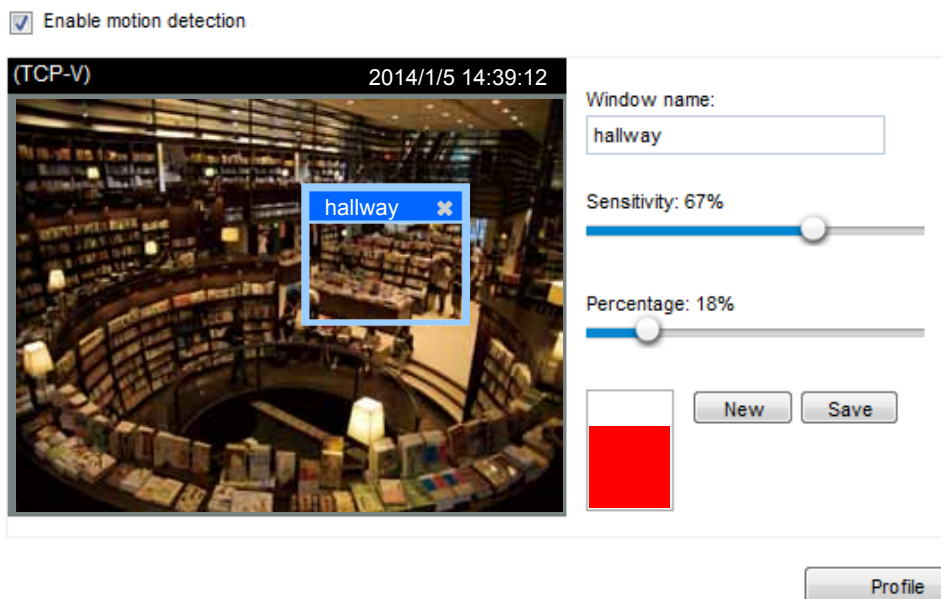 Enable motion detection
(TCP-V) 2014/1/5 14:39:12
Window name:
hallway
hallway
Sensitivity: 67%
Percentage: 18%
New Save
Profile